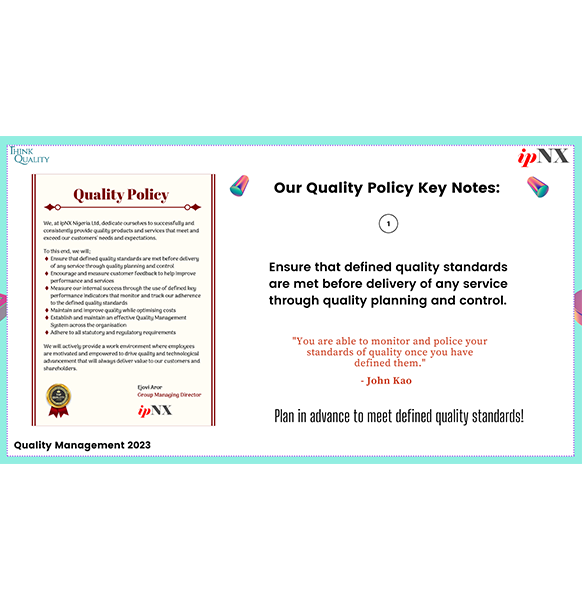 THINK
QUALITY
ipNX
Quality Policy
We, at ipNX Nigeria Ltd, dedicate ourselves to successfully and
consistently provide quality products and services that meet and
exceed our customers' needs and expectations.
To this end, we will;
Ensure that defined quality standards are met before delivery
of any service through quality planning and control
Encourage and measure customer feedback to help improve
performance and services
Measure our internal success through the use of defined key
performance indicators that monitor and track our adherence
to the defined quality standards
Maintain and improve quality while optimising costs
Establish and maintain an effective Quality Management
System across the organisation
Adhere to all statutory and regulatory requirements
We will actively provide a work environment where employees
are motivated and empowered to drive quality and technological
advancement that will always deliver value to our customers and
shareholders.
Ejovi Aror
Group Managing Director
ipNX
Quality Management 2023
Our Quality Policy Key Notes:
1
Ensure that defined quality standards
are met before delivery of any service
through quality planning and control.
"You are able to monitor and police your
standards of quality once you have
defined them."
- John Kao
Plan in advance to meet defined quality standards!